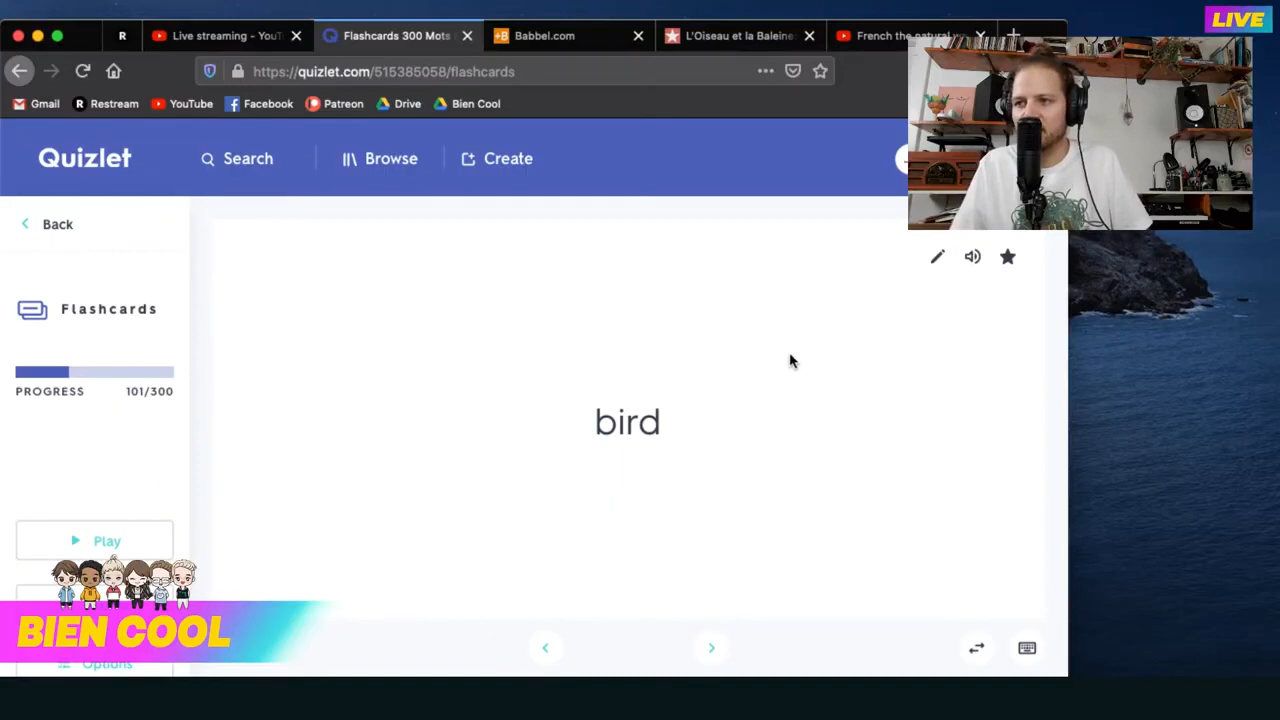 LIVE
R
Live streaming - YouT
Flashcards 300 Mots
Babbel.com
L'Oiseau et la Baleine
French the natural w
https://quizlet.com/515385058/flashcards
Gmail
Restream
YouTube
Facebook
Patreon
Drive
Bien Cool
Quizlet
Search
Browse
Create
Back
Flashcards
PROGRESS 101/300
bird
Play
BIEN COOL
Options